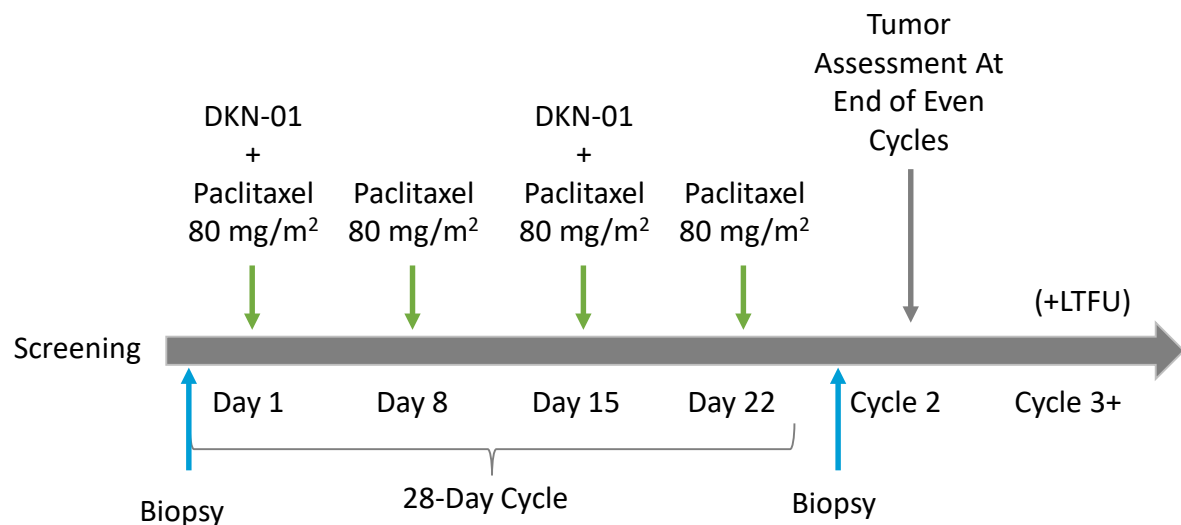 Tumor
Assessment At
End of Even
Cycles
DKN-01
+
Paclitaxel
80 mg/m²
Paclitaxel
80 mg/m²
DKN-01
+
Paclitaxel
80 mg/m²
Paclitaxel
80 mg/m²
(+LTFU)
Screening
Day 1
Day 8
Day 15
Day 22
Cycle 2
Cycle 3+
Biopsy
28-Day Cycle
Biopsy